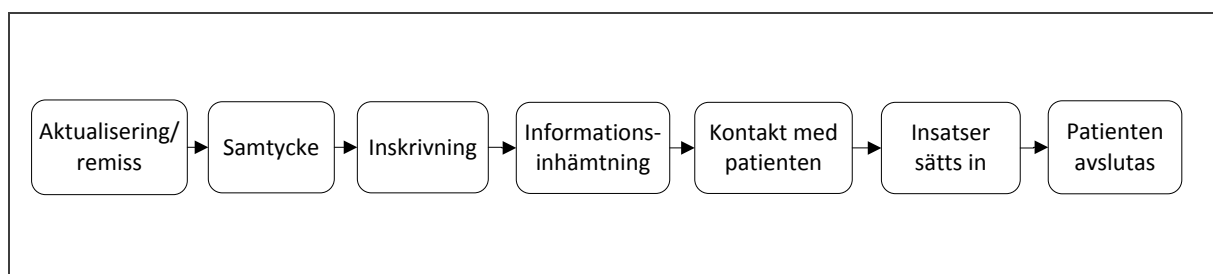 Aktualisering/
remiss
Samtycke
Inskrivning
Informations-
inhämtning
Kontakt med
patienten
Insatser
sätts in
Patienten
avslutas